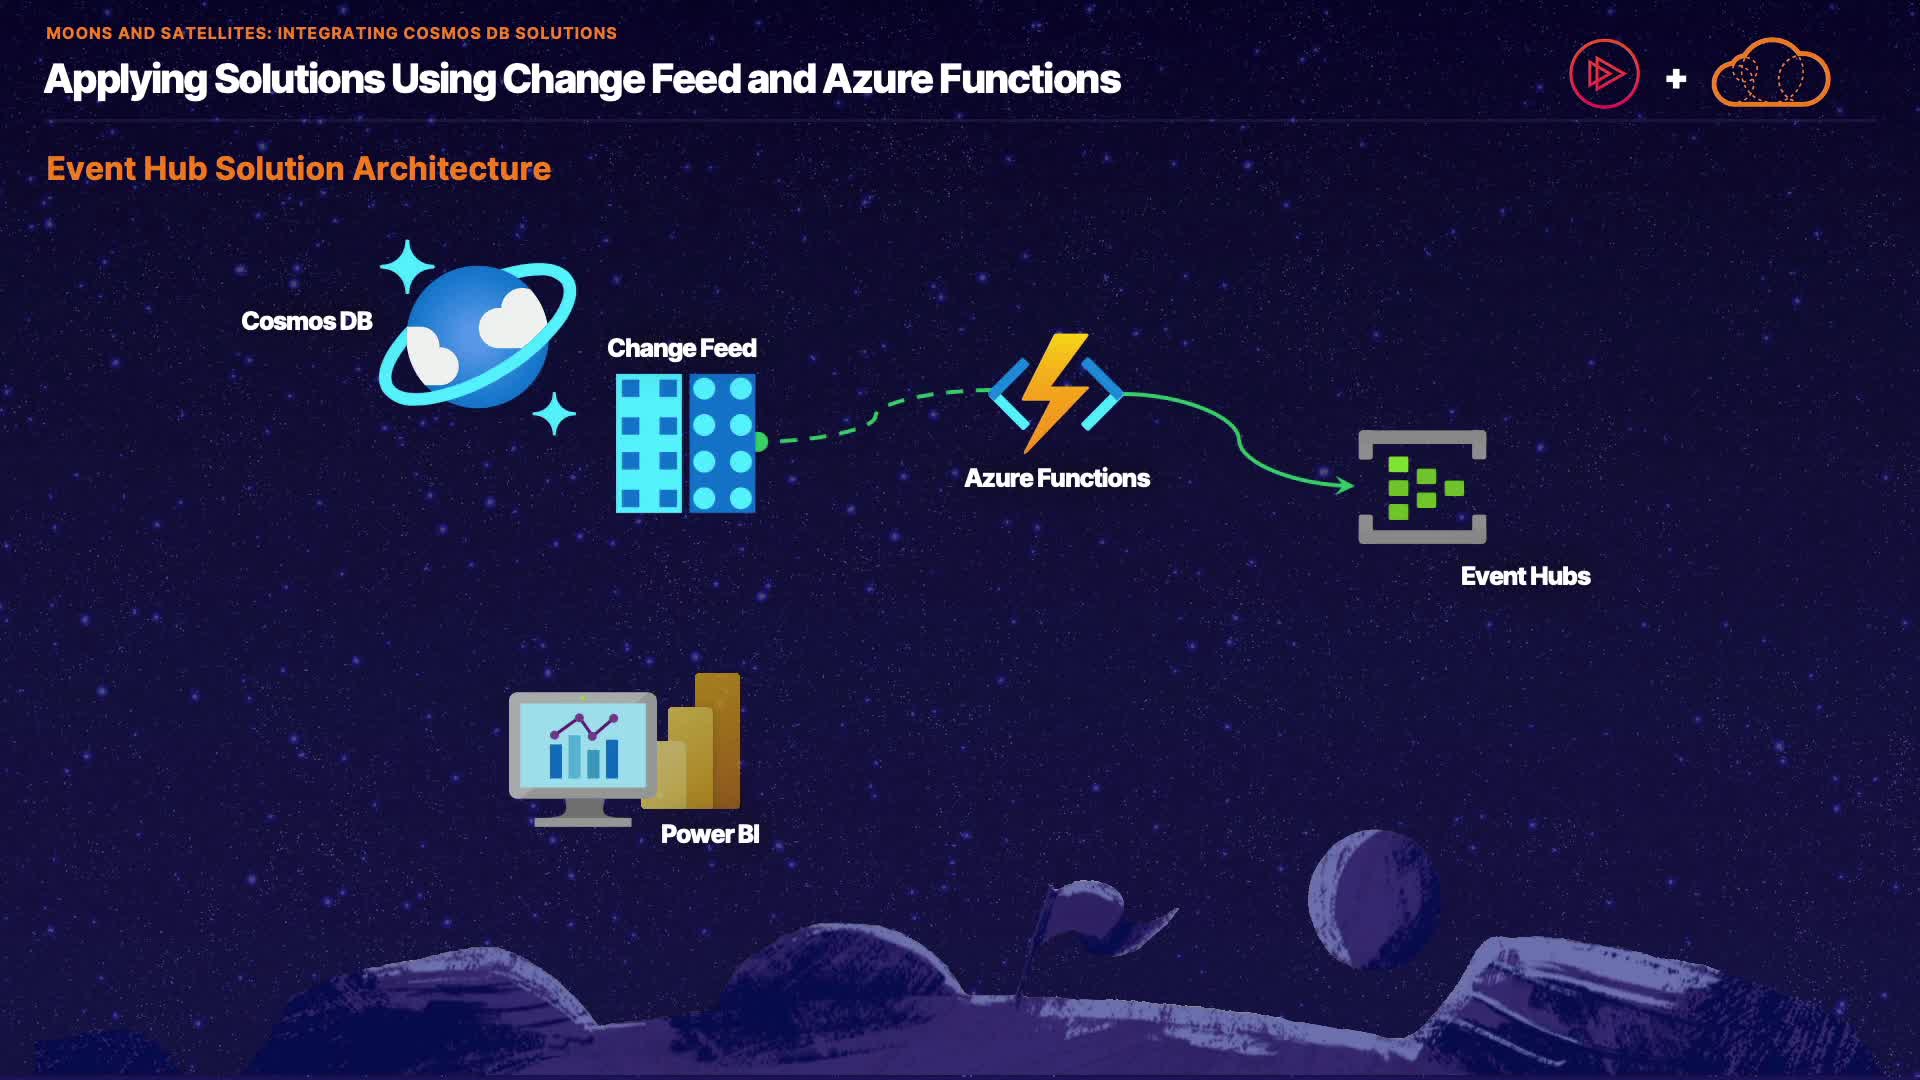 MOONS AND SATELLITES: INTEGRATING COSMOS DB SOLUTIONS
Applying Solutions Using Change Feed and Azure Functions
Event Hub Solution Architecture
Cosmos DB
Change Feed
Azure Functions
Event Hubs
Power BI